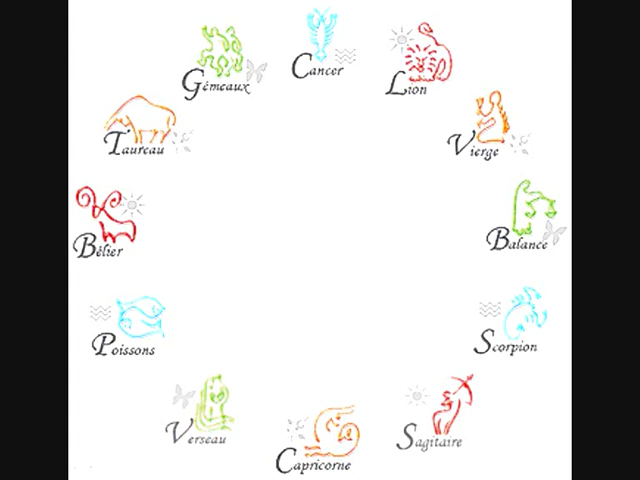 Cancer
Gémeaux
Lion
Taureau
Vierge
Bélier
Balance
Poissons
Scorpion
Verseau
Sagitaire
Capricorne